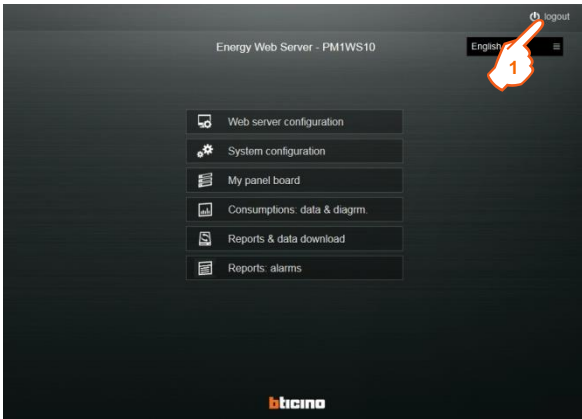 logout
Energy Web Server - PM1WS10
English
1
Web server configuration
System configuration
My panel board
Consumptions: data & diagrm.
Reports & data download
Reports: alarms
bticino